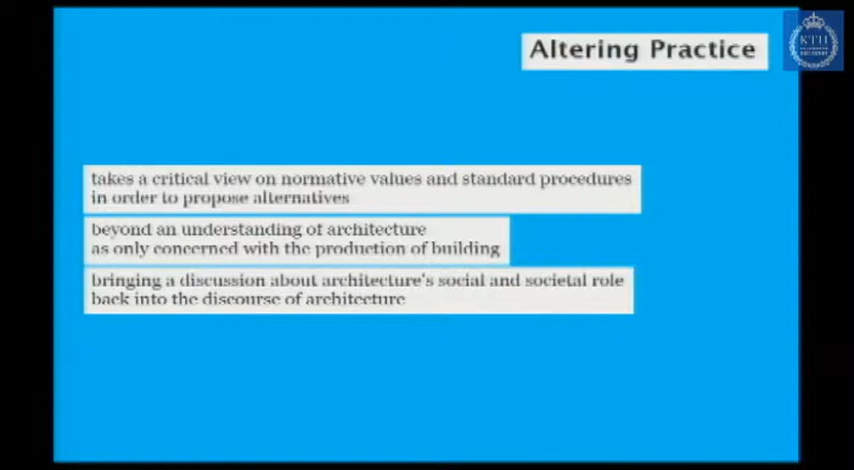 Altering Practice
KTH
takes a critical view on normative values and standard procedures
in order to propose alternatives
beyond an understanding of architecture
as only concerned with the production of building
bringing a discussion about architecture's social and societal role
back into the discourse of architecture